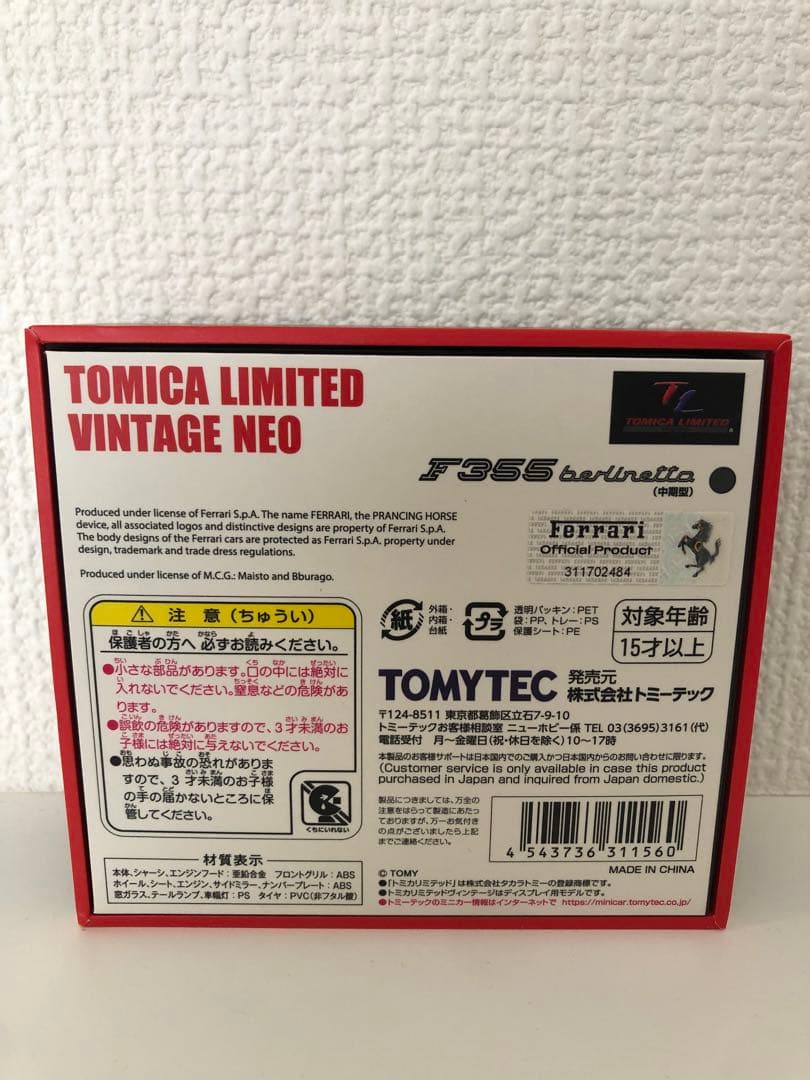 TOMICA LIMITED
VINTAGE NEO
TL
TOMICA LIMITED
F355 berlinetta
(中期型)
Produced under license of Ferrari S.p.A. The name FERRARI, the PRANCING HORSE
device, all associated logos and distinctive designs are property of Ferrari S.p.A.
The body designs of the Ferrari cars are protected as Ferrari S.p.A. property under
design, trademark and trade dress regulations.
Produced under license of M.C.G.: Maisto and Bburago.
Ferrari
Official Product
311702484
注 意 (ちゅうい)
保護者の方へ 必ずお読みください。
●小さな部品があります。口の中には絶対に
入れないでください。窒息などの危険があ
ります。
●誤飲の危険がありますので、3才未満のお
子様には絶対に与えないでください。
●思わぬ事故の恐れがありま
すので、3才未満のお子様
の手の届かないところに保
管してください。
くちにいれない
材質表示
本体、シャーシ、エンジンフード:亜鉛合金 フロントグリル:ABS
ホイール、シート、エンジン、サイドミラー、ナンバープレート:ABS
窓ガラス、テールランプ、車幅灯:PS タイヤ:PVC(非フタル酸)
紙
外箱・
内箱・
台紙
プラ
透明パッキン:PET
袋:PP、トレー:PS
保護シート:PE
対象年齢
15才以上
TOMYTEC 発売元
株式会社トミーテック
〒124-8511 東京都葛飾区立石7-9-10
トミーテックお客様相談室 ニューホビー係 TEL 03(3695)3161(代)
電話受付 月〜金曜日(祝・休日を除く)10〜17時
本製品のお客様サポートは日本国内でのご購入かつ日本国内からのお問い合わせに限ります。
(Customer service is only available in case this product
purchased in Japan and inquired from Japan domestic.)
製品につきましては、万全の
注意をはらって製造にあたっ
ておりますが、万一お気付き
の点がございましたら上記
までご連絡ください。
4 543736 311560
MADE IN CHINA
© TOMY
●「トミカリミテッド」は株式会社タカラトミーの登録商標です。
●トミカリミテッドヴィンテージはディスプレイ用モデルです。
●トミーテックのミニカー情報はインターネットで https://minicar.tomytec.co.jp/